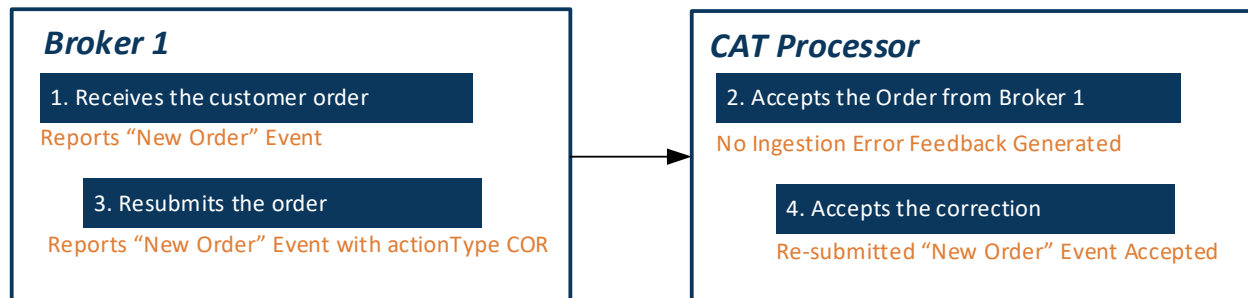 Broker 1
1. Receives the customer order
Reports “New Order” Event
3. Resubmits the order
Reports “New Order” Event with actionType COR
CAT Processor
2. Accepts the Order from Broker 1
No Ingestion Error Feedback Generated
4. Accepts the correction
Re-submitted “New Order” Event Accepted